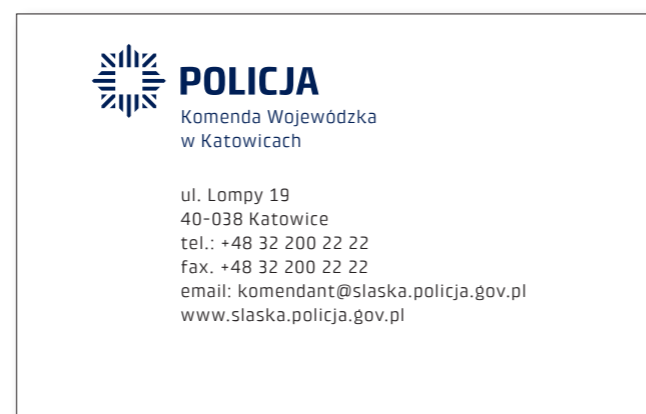 POLICJA
Komenda Wojewódzka
w Katowicach
ul. Lompy 19
40-038 Katowice
tel.: +48 32 200 22 22
fax. +48 32 200 22 22
email: komendant@slaska.policja.gov.pl
www.slaska.policja.gov.pl